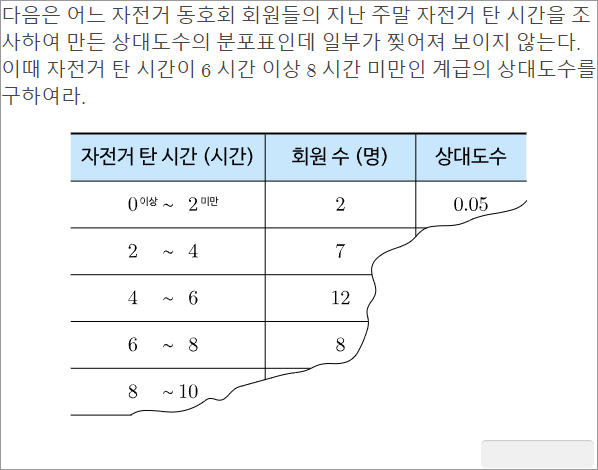 다음은 어느 자전거 동호회 회원들의 지난 주말 자전거 탄 시간을 조
사하여 만든 상대도수의 분포표인데 일부가 찢어져 보이지 않는다.
이때 자전거 탄 시간이 6 시간 이상 8 시간 미만인 계급의 상대도수를
구하여라.
자전거 탄 시간 (시간) 회원 수 (명) 상대도수
0이상 ~ 2미만 2 0.05
2 ~ 4 7
4 ~ 6 12
6 ~ 8 8
8 ~ 10